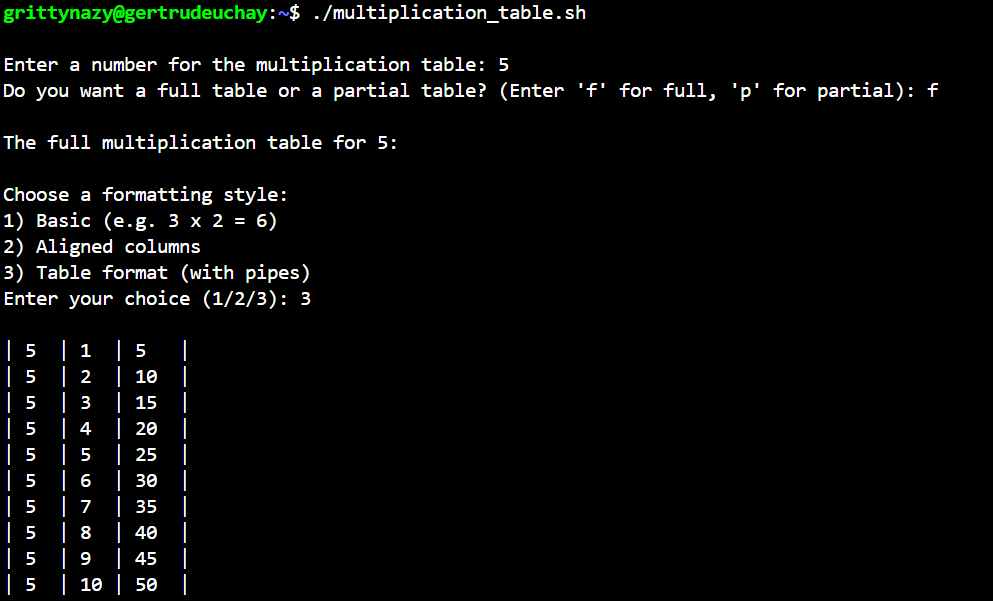 grittynazy@gertrudeuchay:~$ ./multiplication_table.sh
Enter a number for the multiplication table: 5
Do you want a full table or a partial table? (Enter 'f' for full, 'p' for partial): f
The full multiplication table for 5:
Choose a formatting style:
1) Basic (e.g. 3 x 2 = 6)
2) Aligned columns
3) Table format (with pipes)
Enter your choice (1/2/3): 3
| 5  | 1  | 5   |
| 5  | 2  | 10  |
| 5  | 3  | 15  |
| 5  | 4  | 20  |
| 5  | 5  | 25  |
| 5  | 6  | 30  |
| 5  | 7  | 35  |
| 5  | 8  | 40  |
| 5  | 9  | 45  |
| 5  | 10 | 50  |